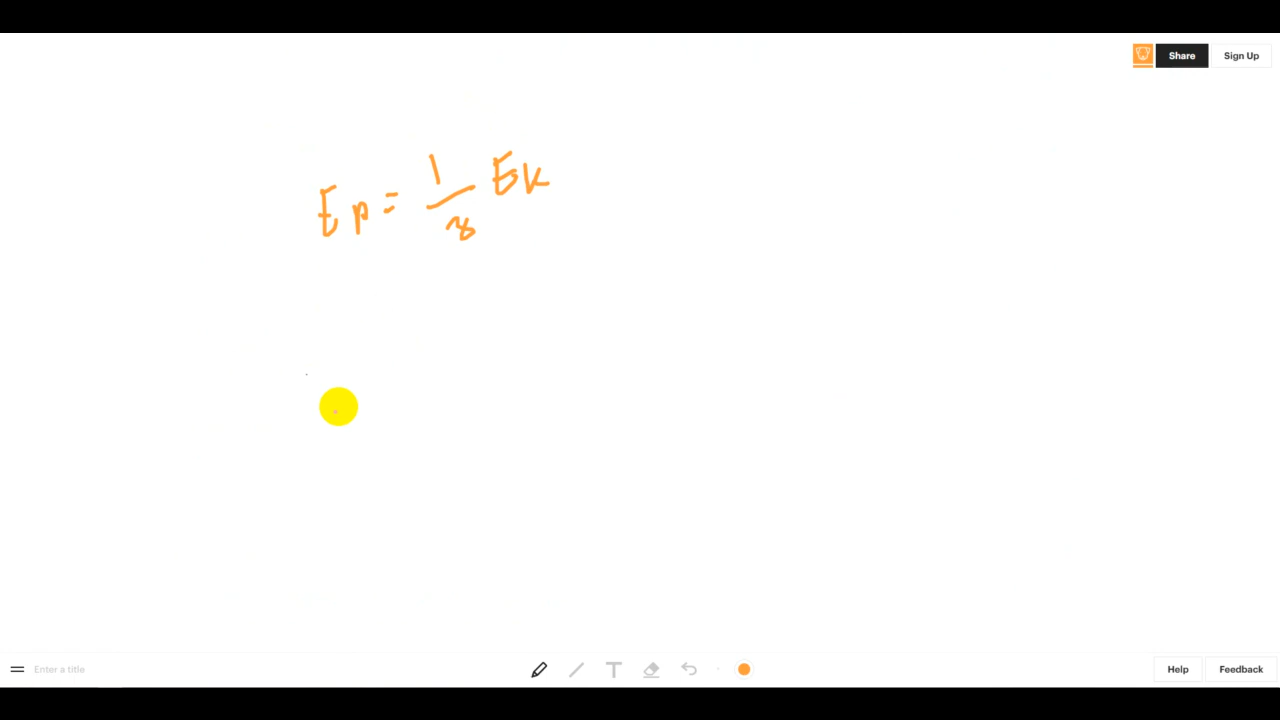 Share
Sign Up
Ep = 1/8 Ek
Enter a title
T
Help
Feedback